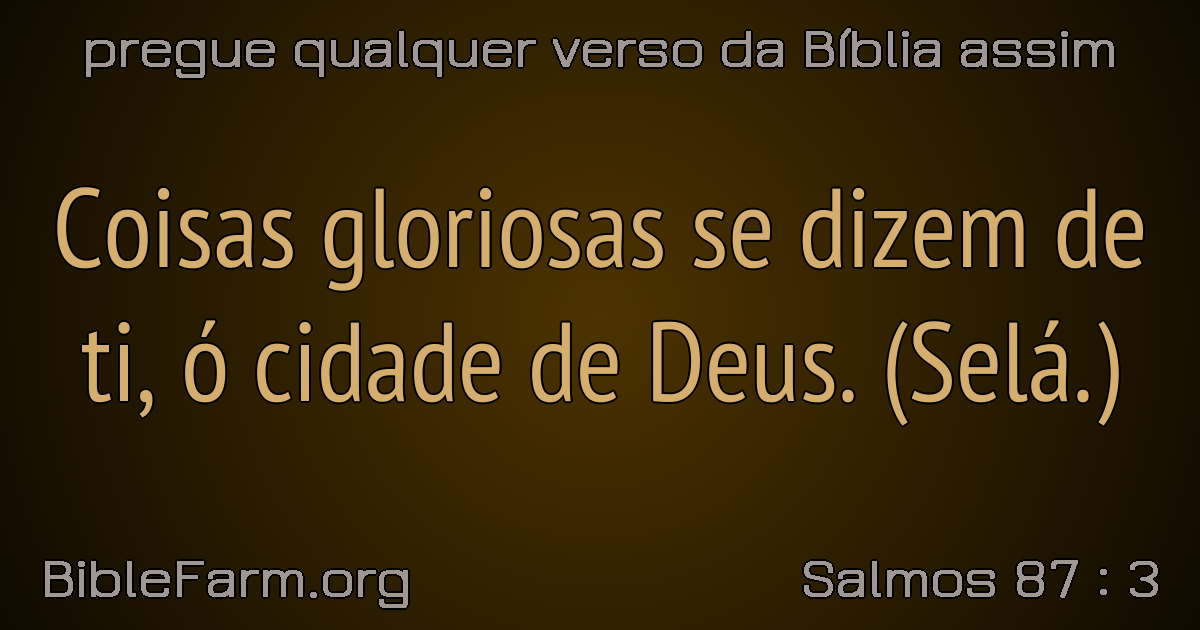 pregue qualquer verso da Bíblia assim
Coisas gloriosas se dizem de
ti, ó cidade de Deus. (Selá.)
BibleFarm.org
Salmos 87 : 3